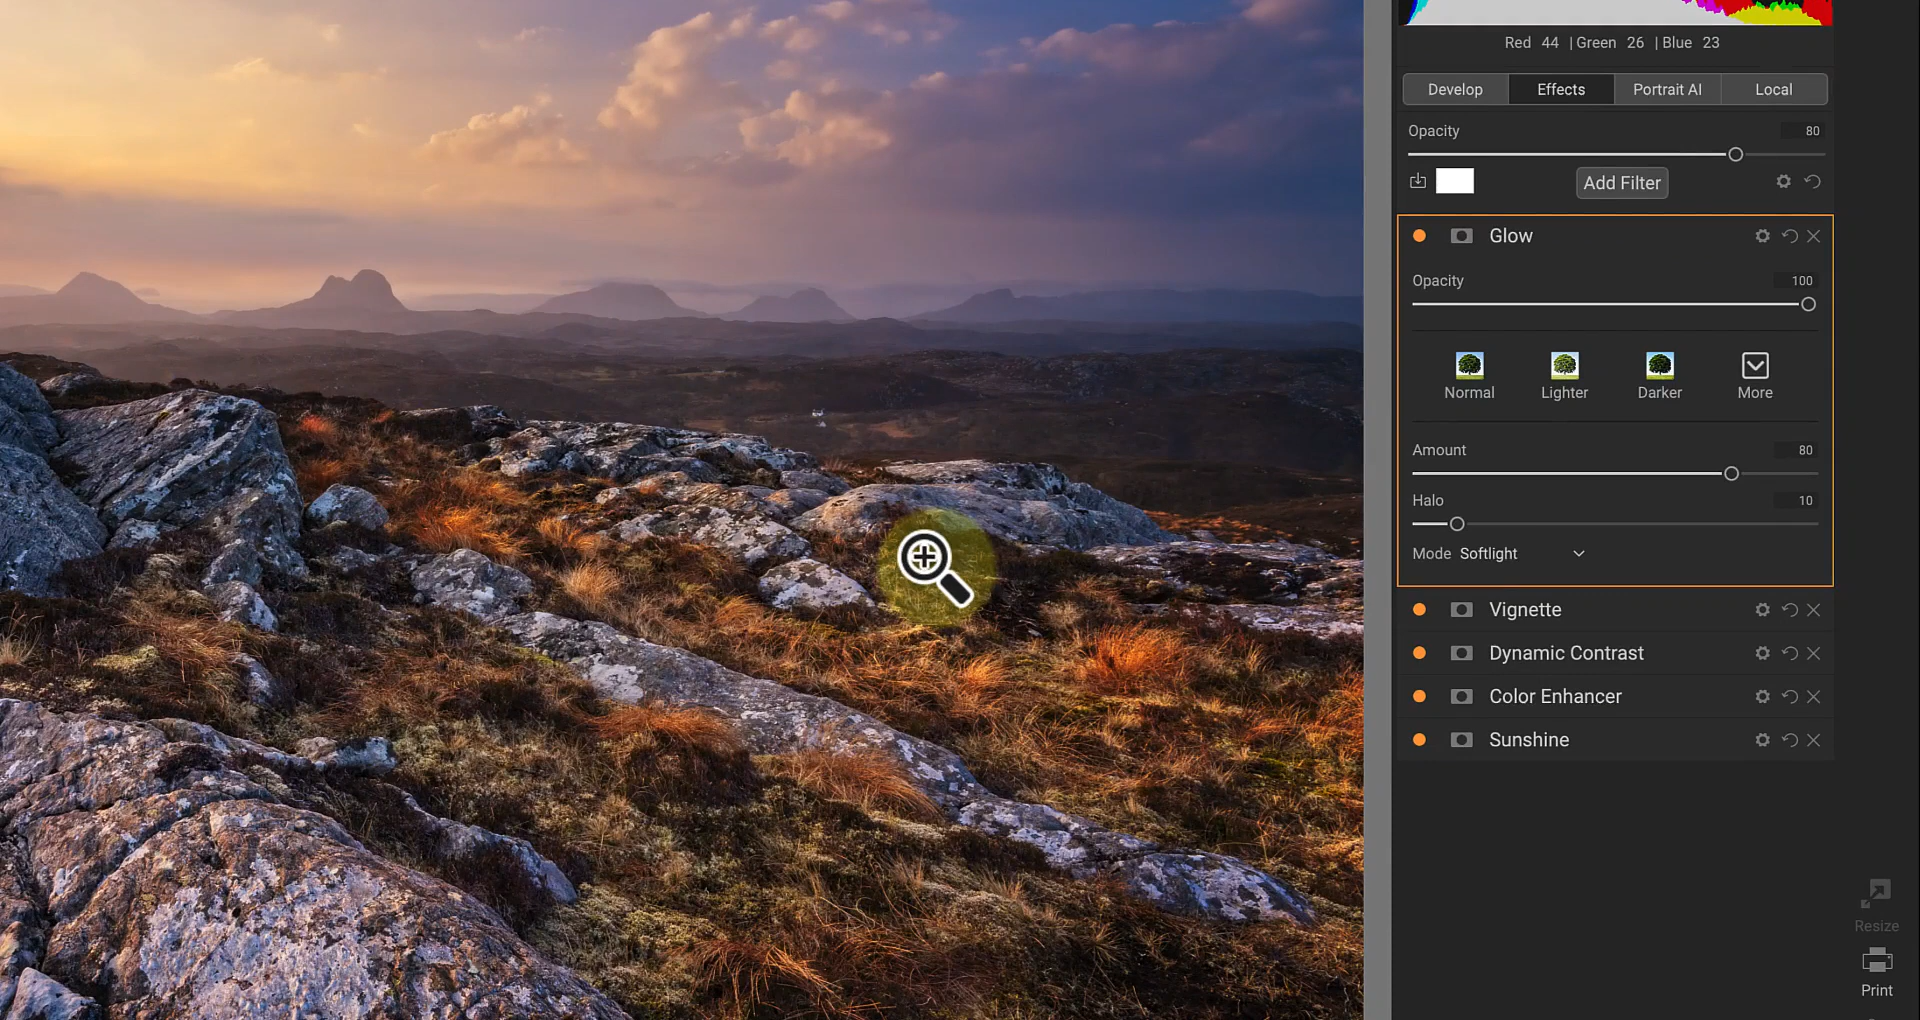 Red 44 | Green 26 | Blue 23
Develop Effects Portrait AI Local
Opacity 80
Add Filter
Glow
Opacity 100
Normal Lighter Darker More
Amount 80
Halo 10
Mode Softlight
Vignette
Dynamic Contrast
Color Enhancer
Sunshine
Resize
Print